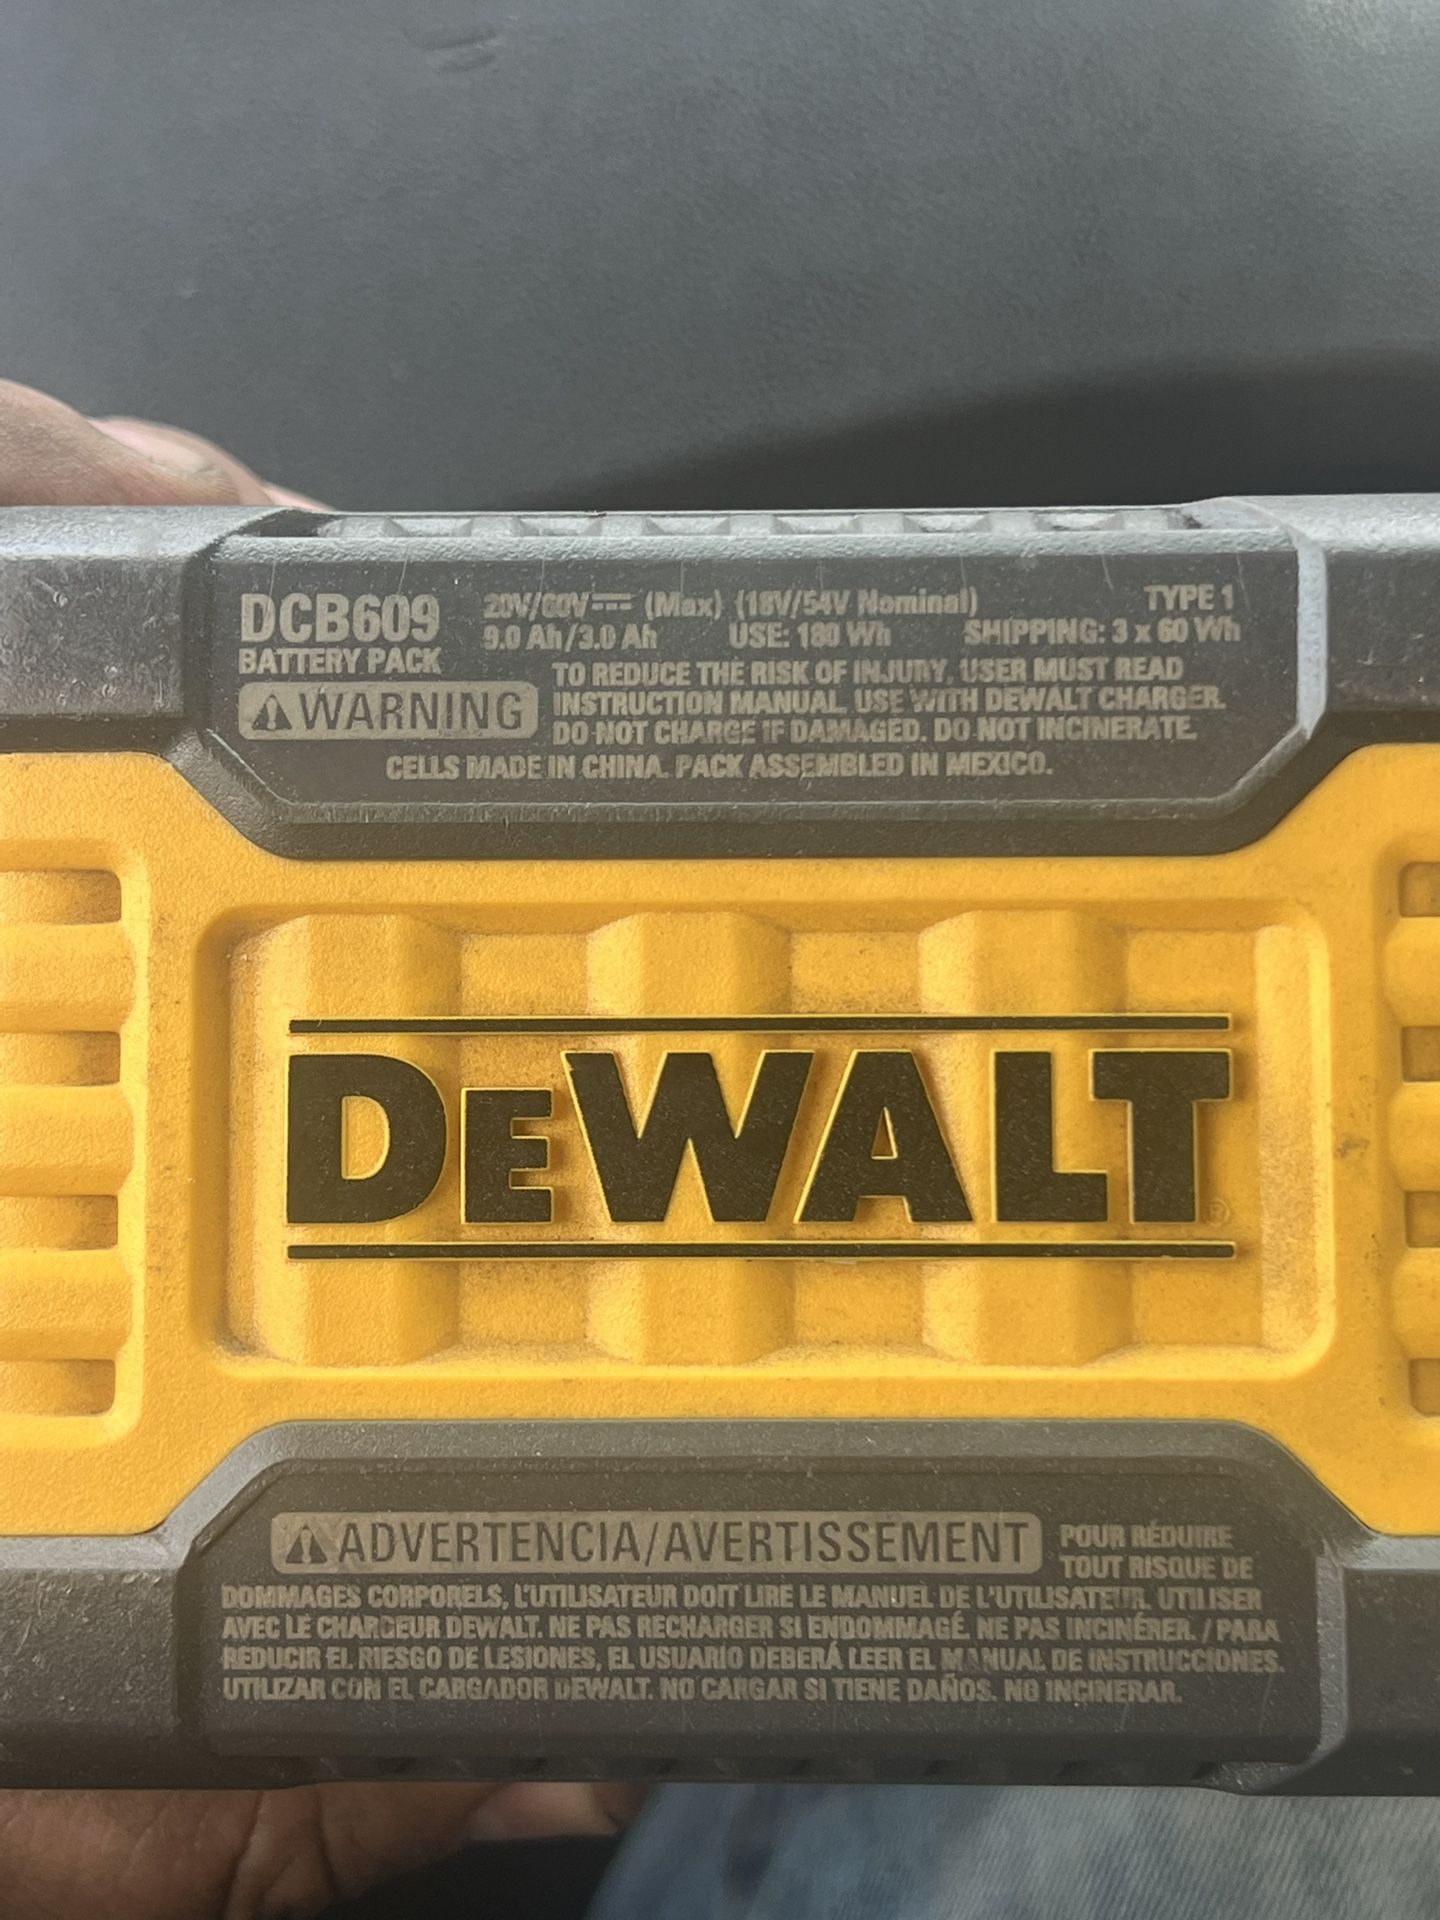 DCB609 20V/60V⎓ (Max) (18V/54V Nominal) TYPE 1
9.0 Ah/3.0 Ah USE: 180 Wh SHIPPING: 3 x 60 Wh
BATTERY PACK
⚠WARNING TO REDUCE THE RISK OF INJURY, USER MUST READ
INSTRUCTION MANUAL. USE WITH DEWALT CHARGER.
DO NOT CHARGE IF DAMAGED. DO NOT INCINERATE.
CELLS MADE IN CHINA. PACK ASSEMBLED IN MEXICO.
DEWALT®
⚠ADVERTENCIA/AVERTISSEMENT POUR RÉDUIRE
TOUT RISQUE DE
DOMMAGES CORPORELS, L'UTILISATEUR DOIT LIRE LE MANUEL DE L'UTILISATEUR. UTILISER
AVEC LE CHARGEUR DEWALT. NE PAS RECHARGER SI ENDOMMAGÉ. NE PAS INCINÉRER. / PARA
REDUCIR EL RIESGO DE LESIONES, EL USUARIO DEBERÁ LEER EL MANUAL DE INSTRUCCIONES.
UTILIZAR CON EL CARGADOR DEWALT. NO CARGAR SI TIENE DAÑOS. NO INCINERAR.